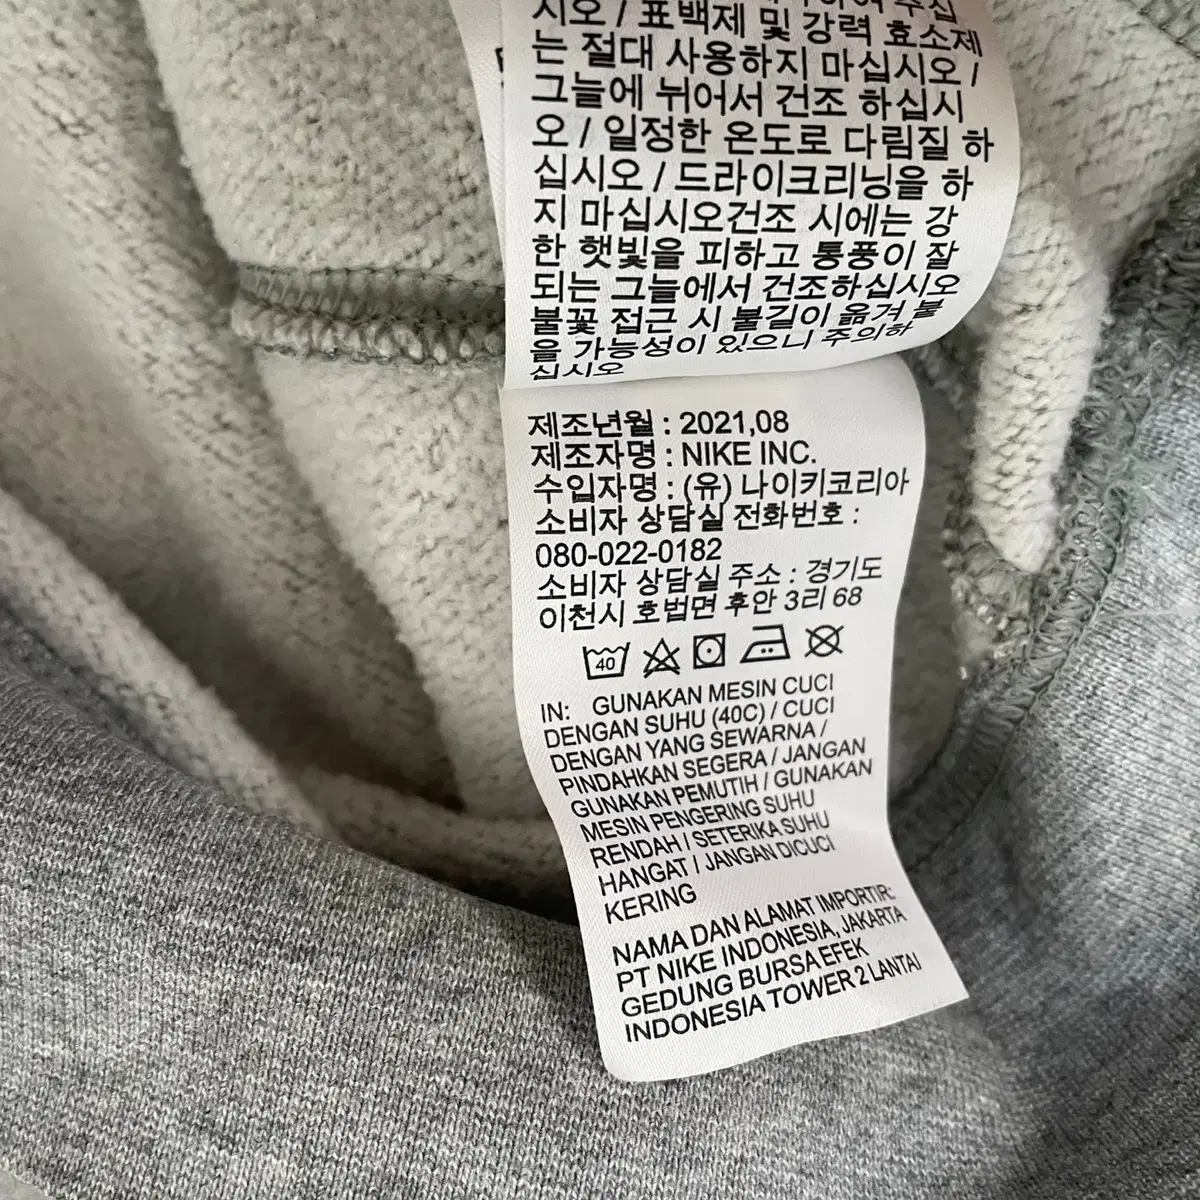 시오 / 표백제 및 강력 효소제
는 절대 사용하지 마십시오 /
그늘에 뉘어서 건조 하십시
오 / 일정한 온도로 다림질 하
십시오 / 드라이크리닝을 하
지 마십시오건조 시에는 강
한 햇빛을 피하고 통풍이 잘
되는 그늘에서 건조하십시오
불꽃 접근 시 불길이 옮겨 붙
을 가능성이 있으니 주의하
십시오
제조년월 : 2021,08
제조자명 : NIKE INC.
수입자명 : (유) 나이키코리아
소비자 상담실 전화번호 :
080-022-0182
소비자 상담실 주소 : 경기도
이천시 호법면 후안 3리 68
40
IN: GUNAKAN MESIN CUCI
DENGAN SUHU (40C) / CUCI
DENGAN YANG SEWARNA /
PINDAHKAN SEGERA / JANGAN
GUNAKAN PEMUTIH / GUNAKAN
MESIN PENGERING SUHU
RENDAH / SETERIKA SUHU
HANGAT / JANGAN DICUCI
KERING
NAMA DAN ALAMAT IMPORTIR:
PT NIKE INDONESIA, JAKARTA
GEDUNG BURSA EFEK
INDONESIA TOWER 2 LANTAI